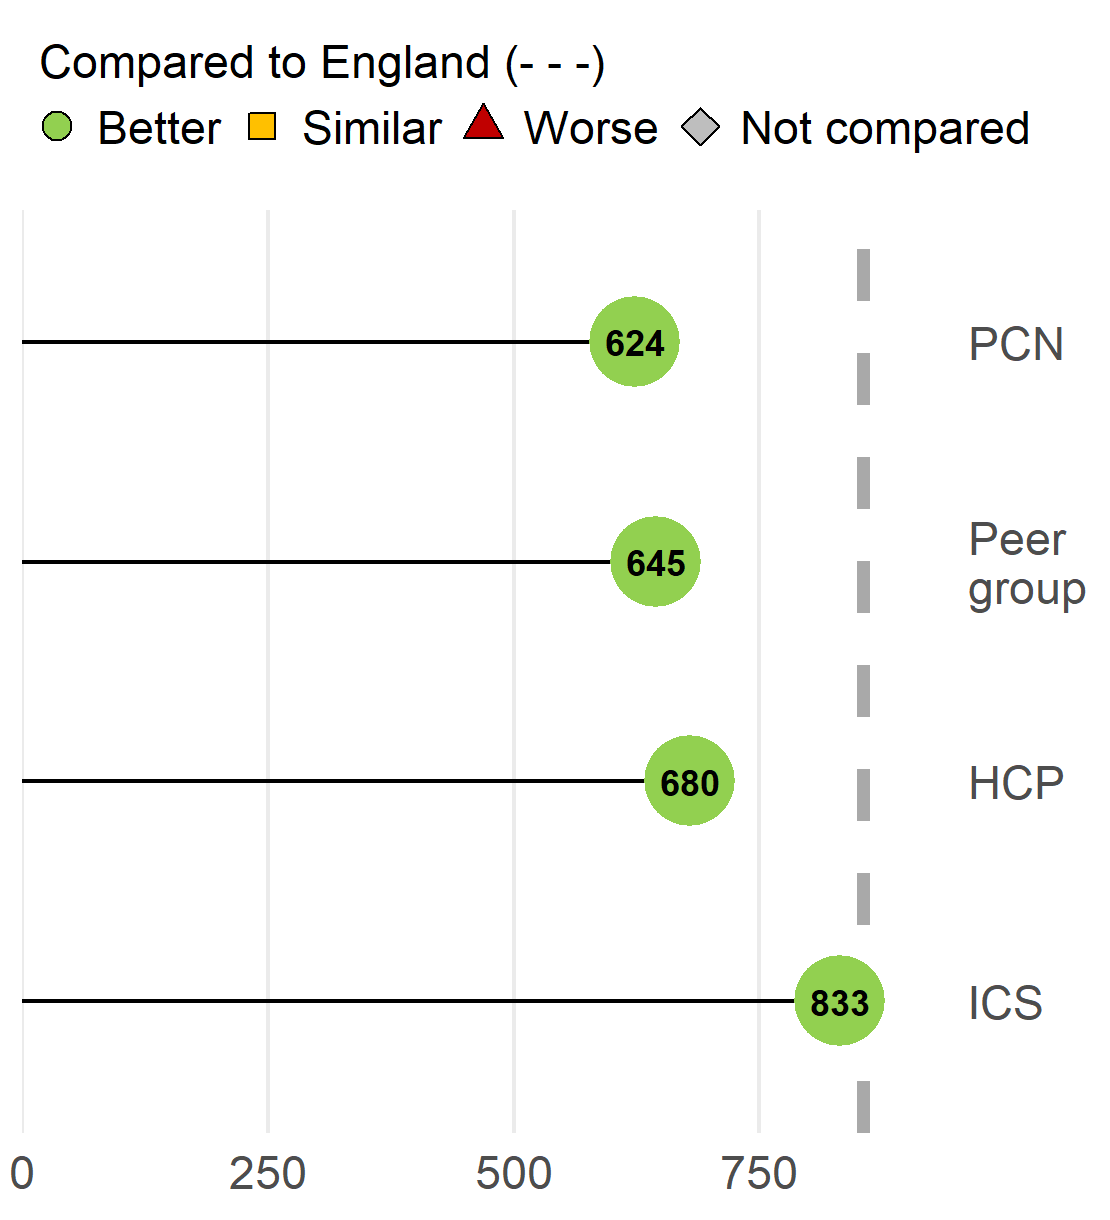 Compared to England (- - -)
Better Similar Worse Not compared
624 PCN
645 Peer
group
680 HCP
833 ICS
0 250 500 750